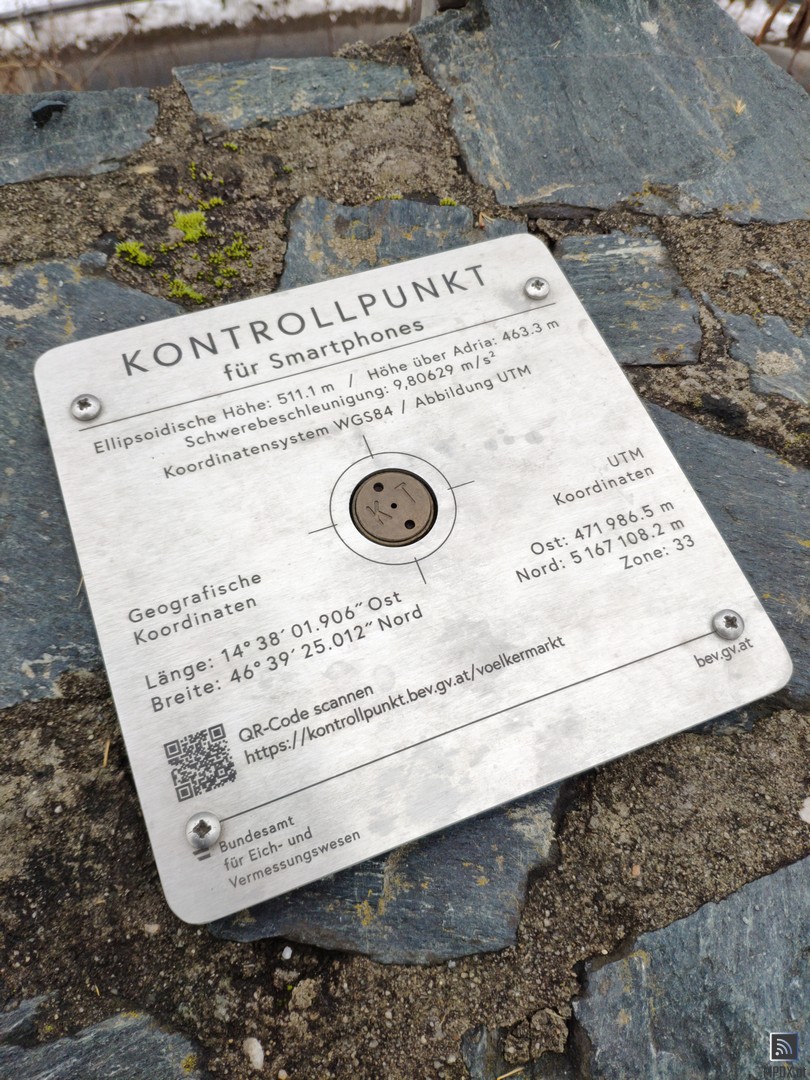 KONTROLLPUNKT
für Smartphones
Ellipsoidische Höhe: 511.1 m / Höhe über Adria: 463.3 m
Schwerebeschleunigung: 9,80629 m/s²
Koordinatensystem WGS84 / Abbildung UTM
K T
UTM
Koordinaten
Ost: 471 986.5 m
Nord: 5 167 108.2 m
Zone: 33
Geografische
Koordinaten
Länge: 14° 38′ 01.906″ Ost
Breite: 46° 39′ 25.012″ Nord
QR-Code scannen
https://kontrollpunkt.bev.gv.at/voelkermarkt
bev.gv.at
Bundesamt
für Eich- und
Vermessungswesen